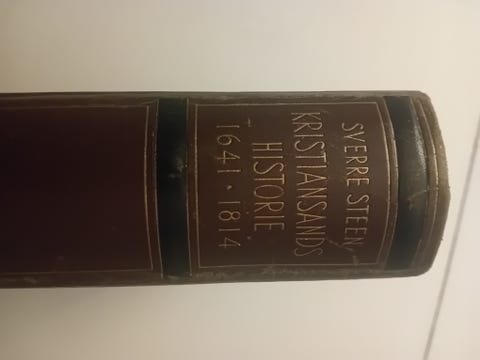 SVERRE STEEN
KRISTIANSANDS
HISTORIE
1641 · 1814